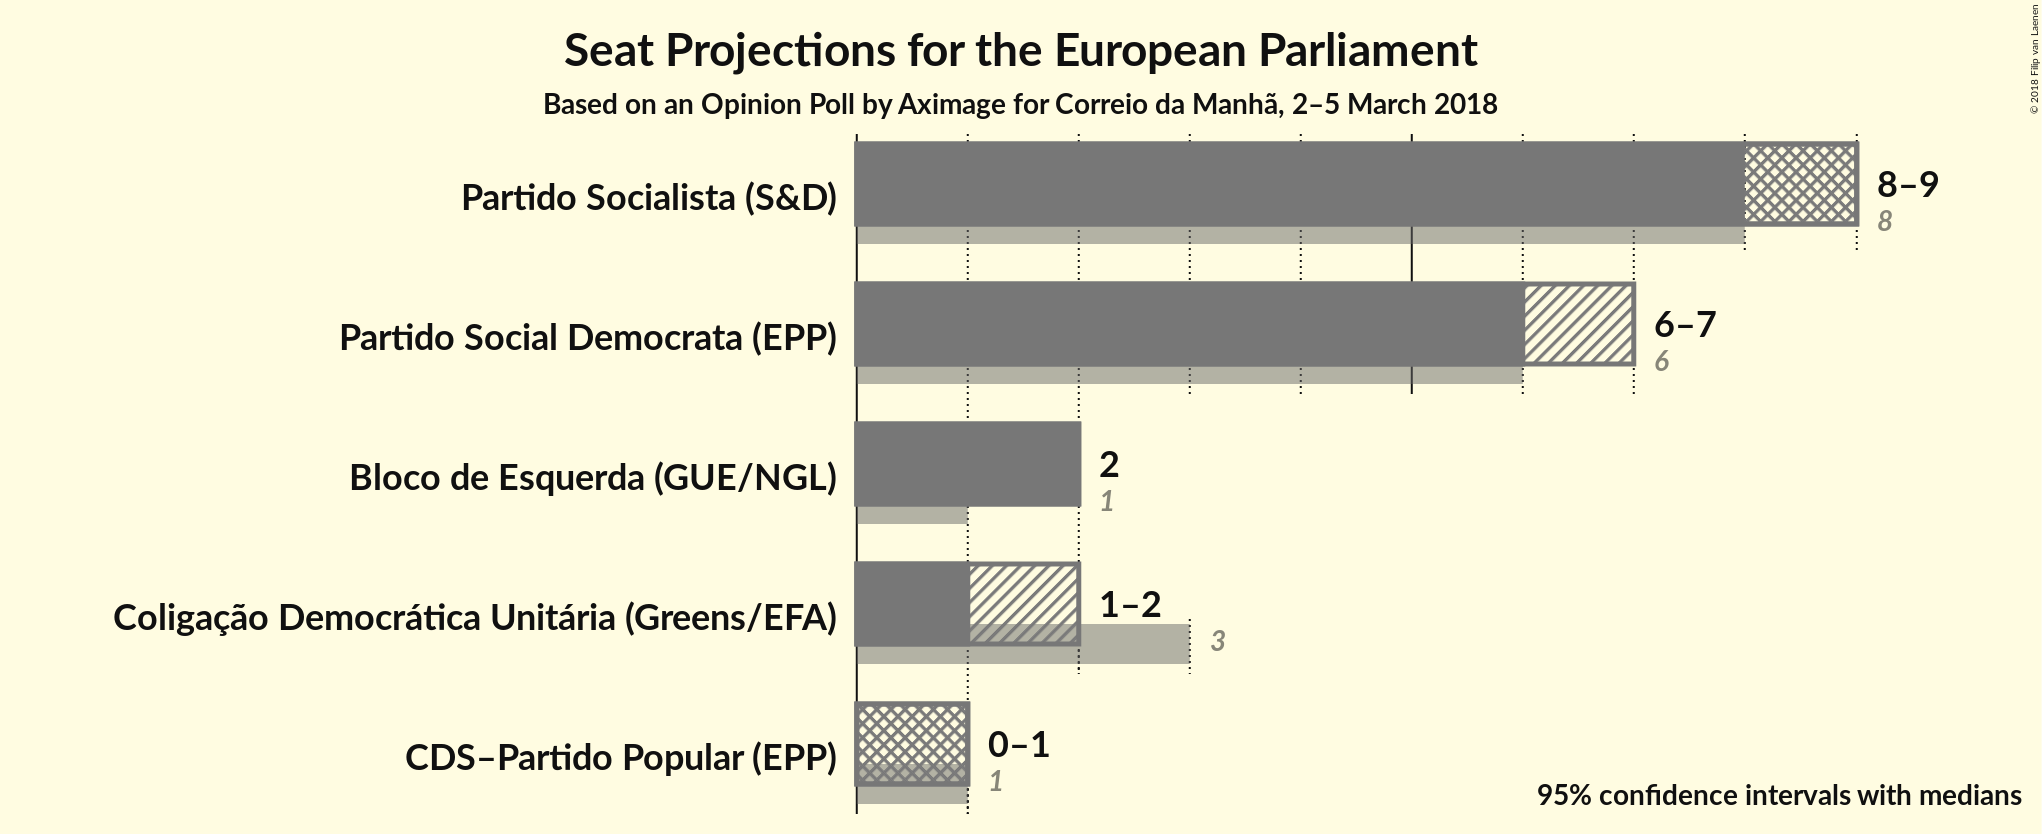 Seat Projections for the European Parliament
Based on an Opinion Poll by Aximage for Correio da Manhã, 2–5 March 2018
© 2018 Filip van Laenen
Partido Socialista (S&D)
8–9
8
Partido Social Democrata (EPP)
6–7
6
Bloco de Esquerda (GUE/NGL)
2
1
Coligação Democrática Unitária (Greens/EFA)
1–2
3
CDS–Partido Popular (EPP)
0–1
1
95% confidence intervals with medians